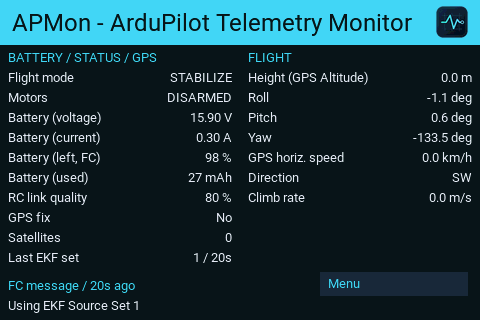 APMon - ArduPilot Telemetry Monitor
BATTERY / STATUS / GPS
Flight mode STABILIZE
Motors DISARMED
Battery (voltage) 15.90 V
Battery (current) 0.30 A
Battery (left, FC) 98 %
Battery (used) 27 mAh
RC link quality 80 %
GPS fix No
Satellites 0
Last EKF set 1 / 20s
FC message / 20s ago
Using EKF Source Set 1
FLIGHT
Height (GPS Altitude) 0.0 m
Roll -1.1 deg
Pitch 0.6 deg
Yaw -133.5 deg
GPS horiz. speed 0.0 km/h
Direction SW
Climb rate 0.0 m/s
Menu